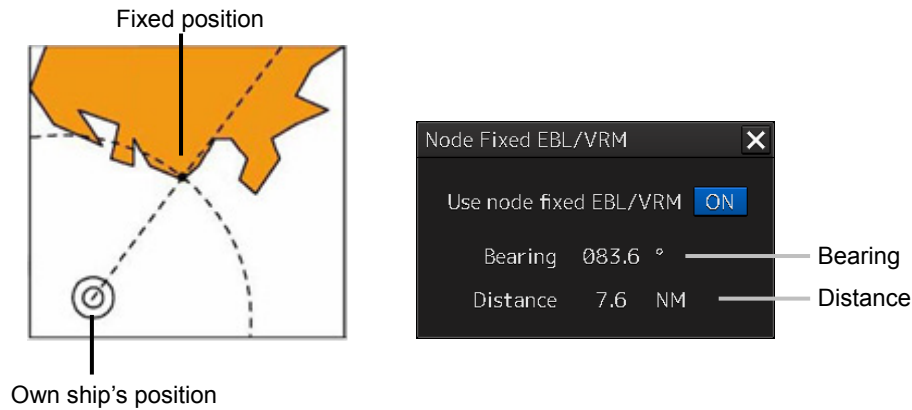 Fixed position
Node Fixed EBL/VRM
Use node fixed EBL/VRM ON
Bearing 083.6 ° Bearing
Distance 7.6 NM Distance
Own ship's position